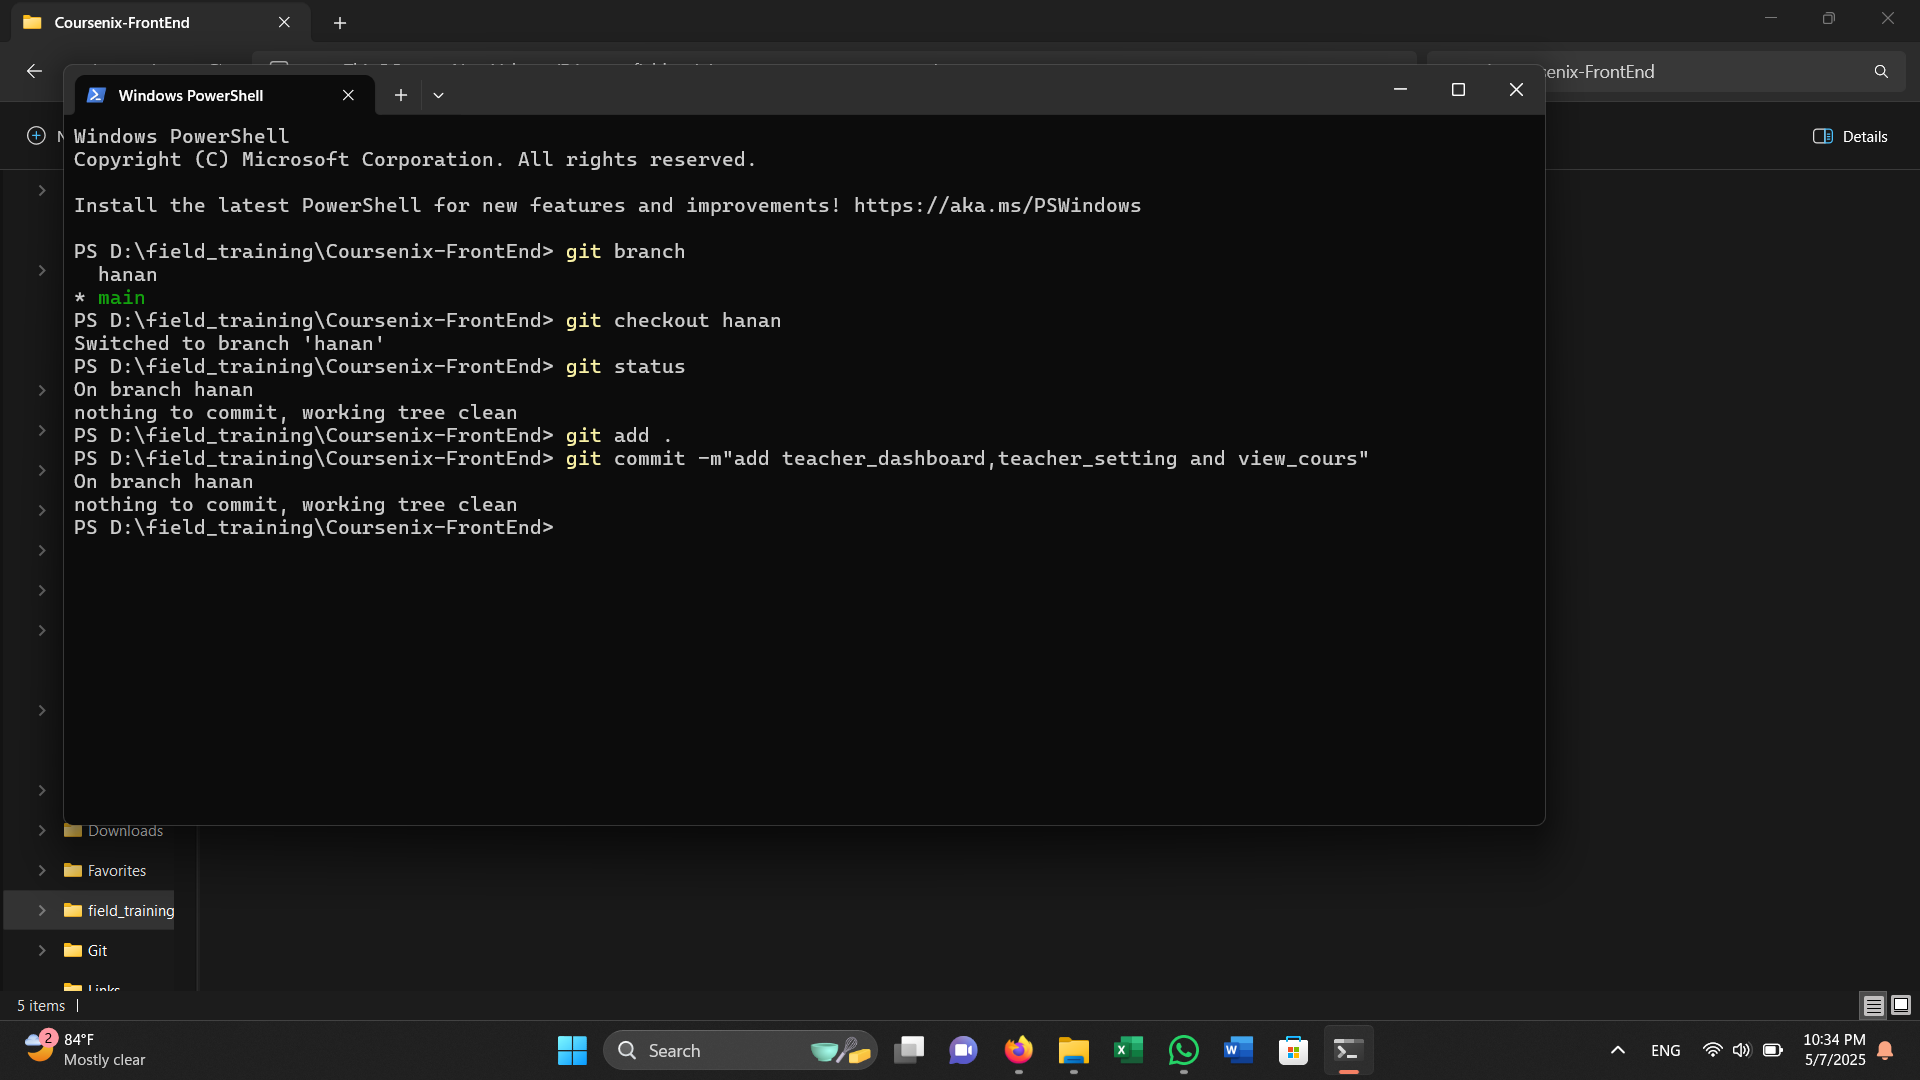 Coursenix-FrontEnd
enix-FrontEnd
Windows PowerShell
Details
Windows PowerShell
Copyright (C) Microsoft Corporation. All rights reserved.
Install the latest PowerShell for new features and improvements! https://aka.ms/PSWindows
PS D:\field_training\Coursenix-FrontEnd> git branch
hanan
* main
PS D:\field_training\Coursenix-FrontEnd> git checkout hanan
Switched to branch 'hanan'
PS D:\field_training\Coursenix-FrontEnd> git status
On branch hanan
nothing to commit, working tree clean
PS D:\field_training\Coursenix-FrontEnd> git add .
PS D:\field_training\Coursenix-FrontEnd> git commit -m"add teacher_dashboard,teacher_setting and view_cours"
On branch hanan
nothing to commit, working tree clean
PS D:\field_training\Coursenix-FrontEnd>
Downloads
Favorites
field_training
Git
Links
5 items
2
84°F
Mostly clear
Search
ENG
10:34 PM
5/7/2025